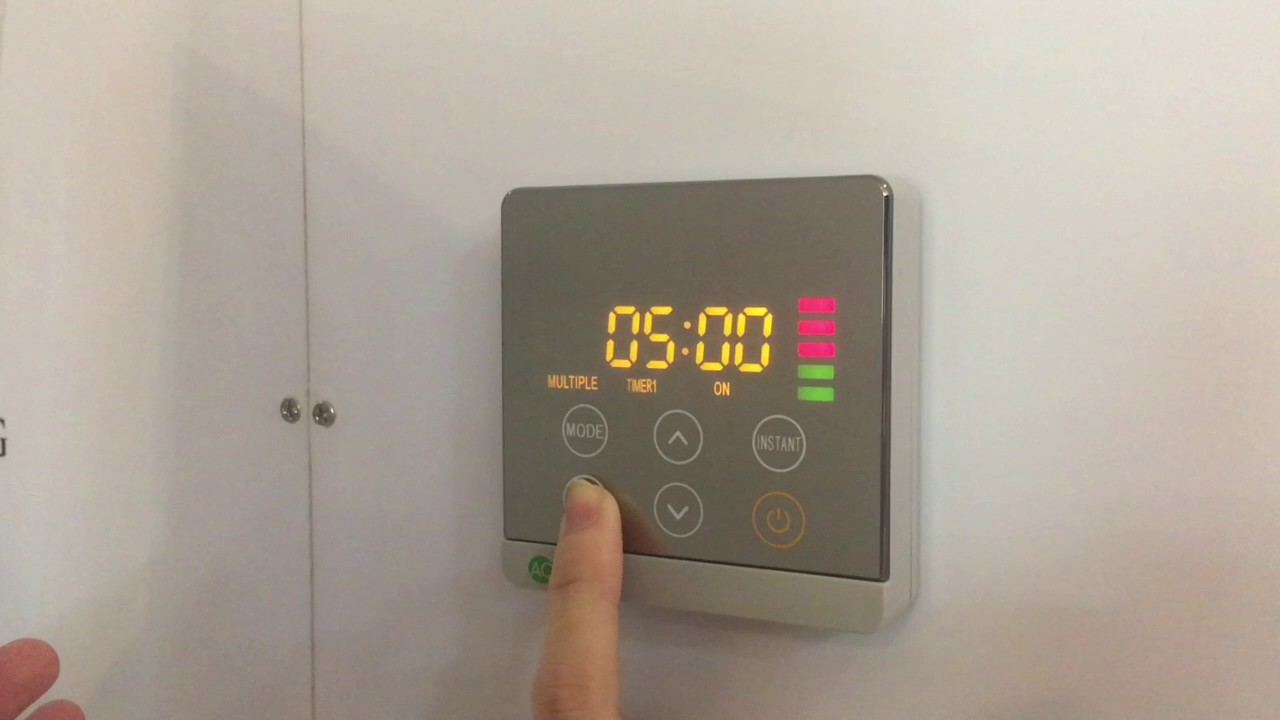 05:00
MULTIPLE TIMER1 ON
MODE
INSTANT
G